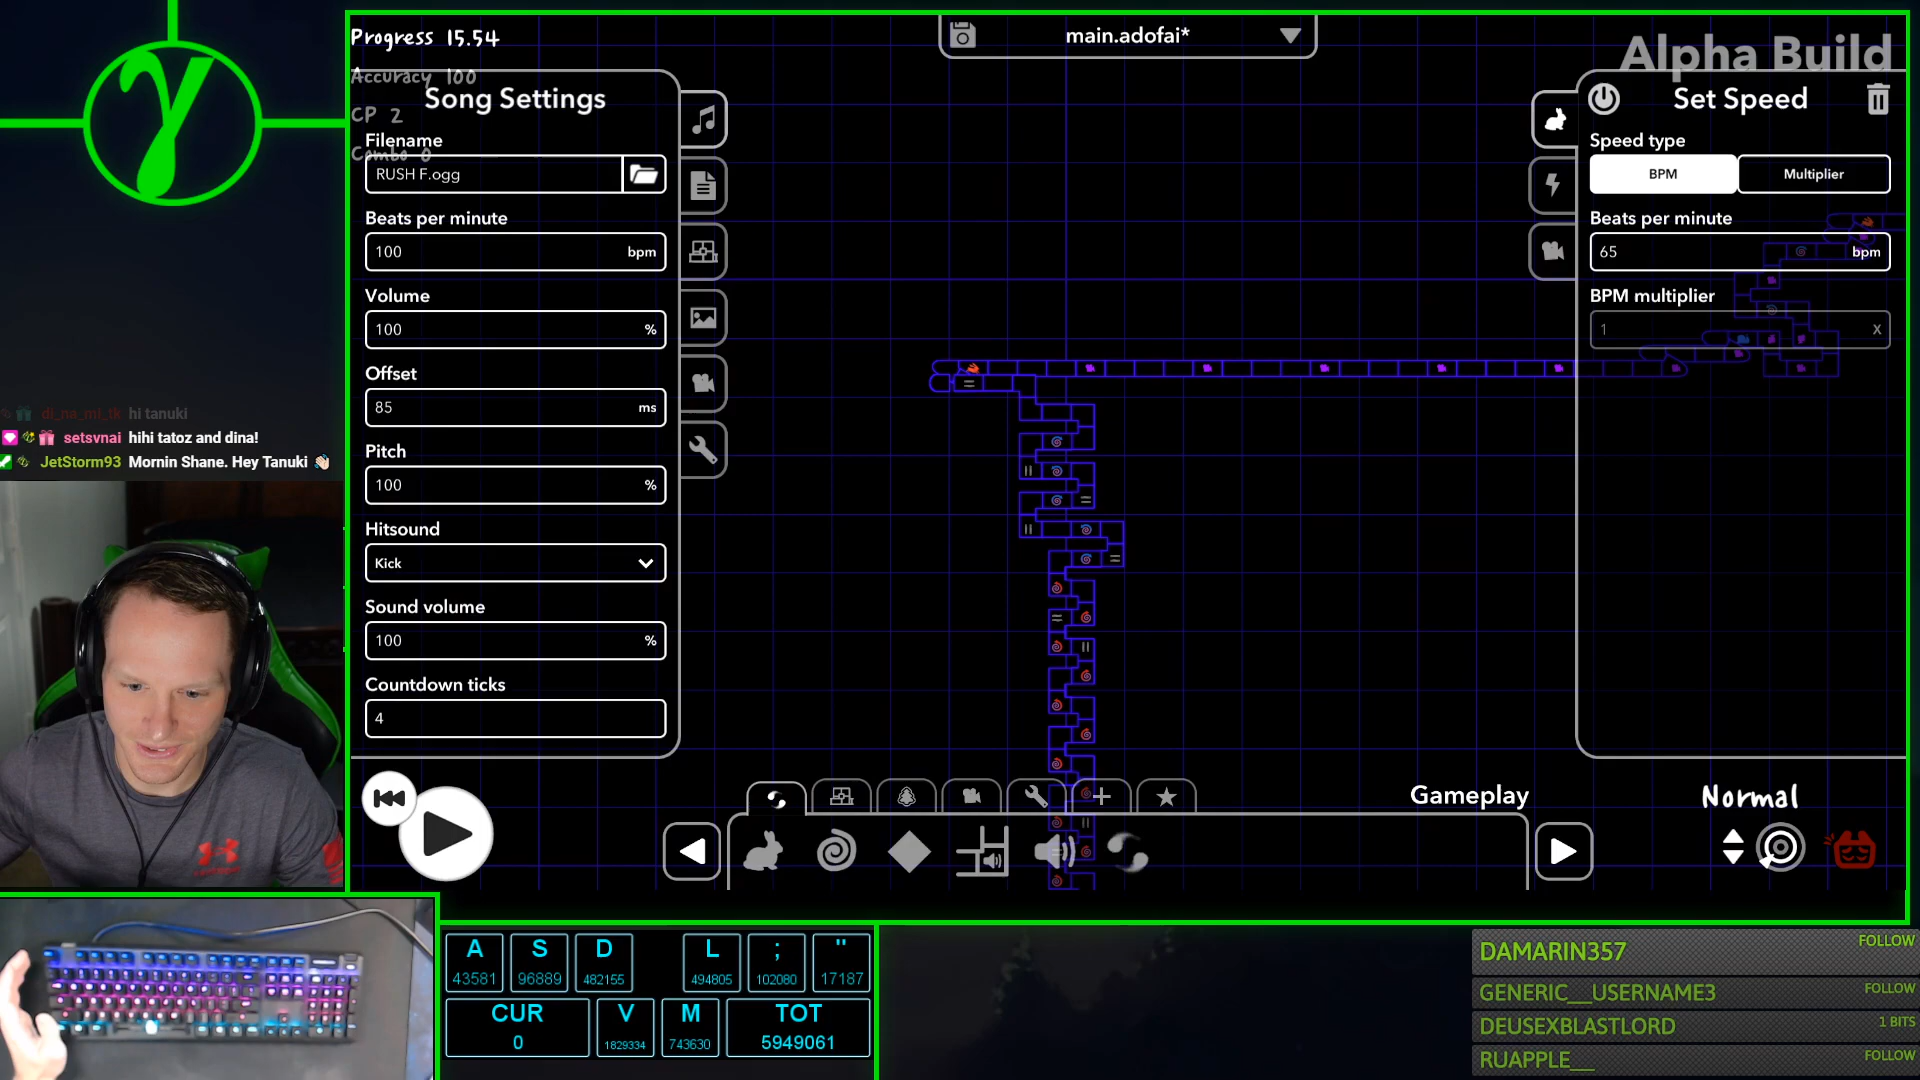 Progress 15.54
Accuracy 100
CP 2
Combo 0
main.adofai*
Alpha Build
Song Settings
Filename
RUSH F.ogg
Beats per minute
100 bpm
Volume
100 %
Offset
85 ms
Pitch
100 %
Hitsound
Kick
Sound volume
100 %
Countdown ticks
4
Set Speed
Speed type
BPM Multiplier
Beats per minute
65 bpm
BPM multiplier
1 X
Gameplay
Normal
γ
di_na_mi_tk hi tanuki
setsvnai hihi tatoz and dina!
JetStorm93 Mornin Shane. Hey Tanuki
A S D L ; "
43581 96889 482155 494805 102080 17187
CUR V M TOT
0 1829334 743630 5949061
DAMARIN357 FOLLOW
GENERIC__USERNAME3 FOLLOW
DEUSEXBLASTLORD 1 BITS
RUAPPLE__ FOLLOW